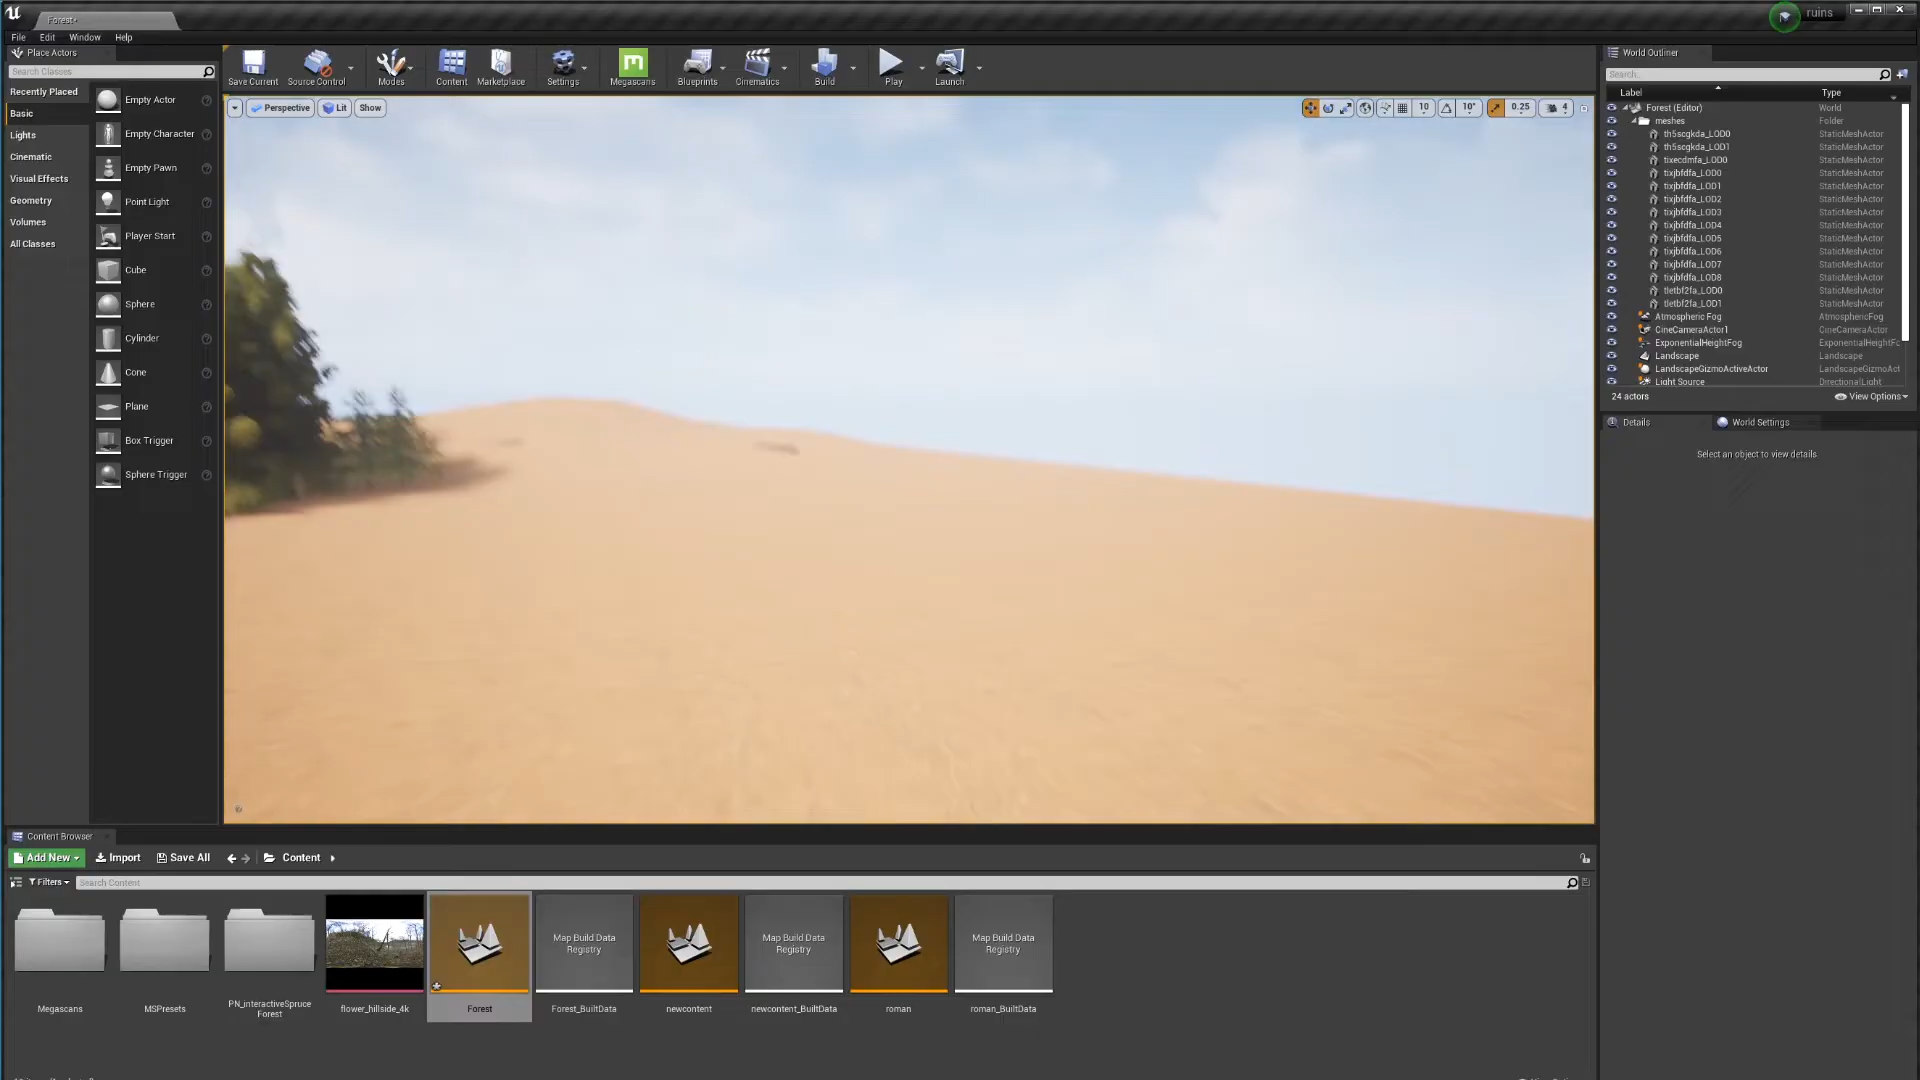 Forest•
ruins
File Edit Window Help
Place Actors
Search Classes
Recently Placed
Basic
Lights
Cinematic
Visual Effects
Geometry
Volumes
All Classes
Empty Actor
Empty Character
Empty Pawn
Point Light
Player Start
Cube
Sphere
Cylinder
Cone
Plane
Box Trigger
Sphere Trigger
Save Current Source Control Modes Content Marketplace Settings Megascans Blueprints Cinematics Build Play Launch
Perspective Lit Show
10 10° 0.25 4
World Outliner
Search...
Label Type
Forest (Editor) World
meshes Folder
th5scgkda_LOD0 StaticMeshActor
th5scgkda_LOD1 StaticMeshActor
tixecdmfa_LOD0 StaticMeshActor
tixjbfdfa_LOD0 StaticMeshActor
tixjbfdfa_LOD1 StaticMeshActor
tixjbfdfa_LOD2 StaticMeshActor
tixjbfdfa_LOD3 StaticMeshActor
tixjbfdfa_LOD4 StaticMeshActor
tixjbfdfa_LOD5 StaticMeshActor
tixjbfdfa_LOD6 StaticMeshActor
tixjbfdfa_LOD7 StaticMeshActor
tixjbfdfa_LOD8 StaticMeshActor
tletbf2fa_LOD0 StaticMeshActor
tletbf2fa_LOD1 StaticMeshActor
Atmospheric Fog AtmosphericFog
CineCameraActor1 CineCameraActor
ExponentialHeightFog ExponentialHeightFc
Landscape Landscape
LandscapeGizmoActiveActor LandscapeGizmoAct
Light Source DirectionalLight
24 actors View Options
Details World Settings
Select an object to view details.
Content Browser
Add New Import Save All Content
Filters Search Content
Megascans
MSPresets
PN_interactiveSpruce
Forest
flower_hillside_4k
Forest
Map Build Data
Registry
Forest_BuiltData
newcontent
Map Build Data
Registry
newcontent_BuiltData
roman
Map Build Data
Registry
roman_BuiltData